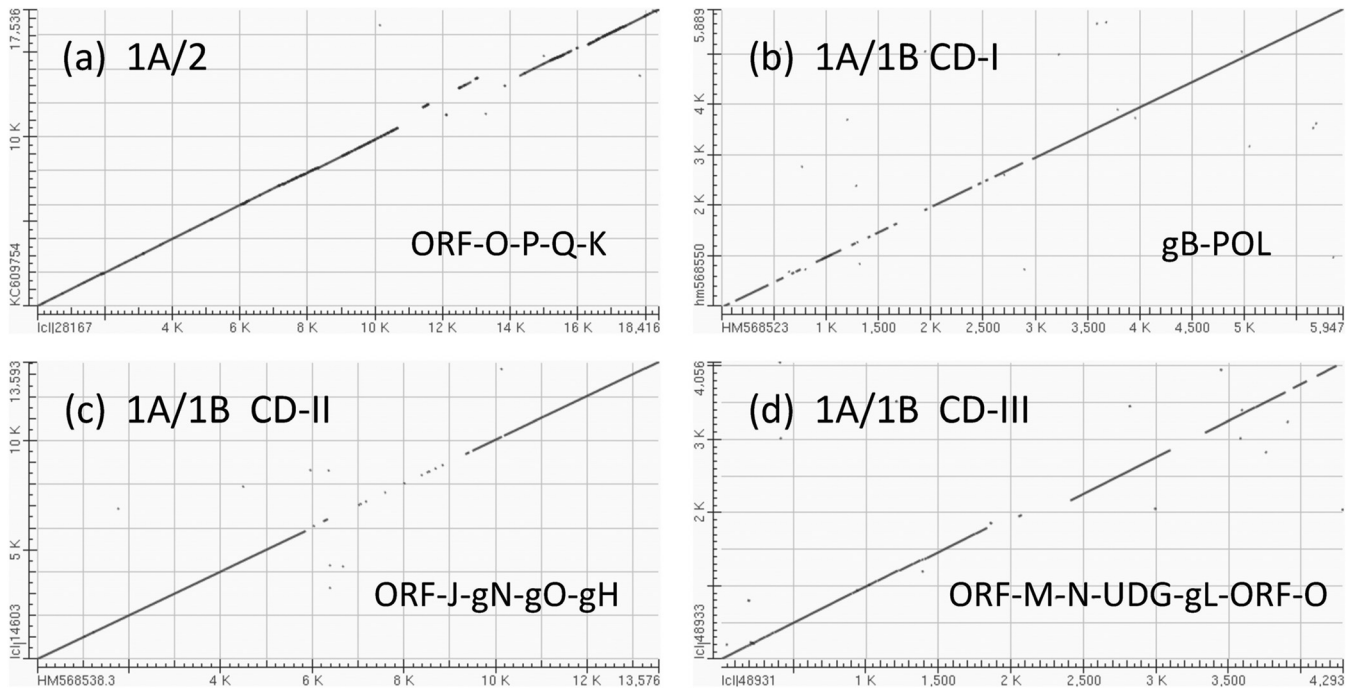 (a) 1A/2
17,536
10 K
KC609754
ORF-O-P-Q-K
lcl|28167 4 K 6 K 8 K 10 K 12 K 14 K 16 K 18,416
(b) 1A/1B CD-I
5,889
4 K
3 K
2 K
hm568550
gB-POL
HM568523 1 K 1,500 2 K 2,500 3 K 3,500 4 K 4,500 5 K 5,947
(c) 1A/1B CD-II
13,593
10 K
5 K
lcl|14603
ORF-J-gN-gO-gH
HM568538.3 4 K 6 K 8 K 10 K 12 K 13,576
(d) 1A/1B CD-III
4,056
3 K
2 K
lcl|48933
ORF-M-N-UDG-gL-ORF-O
lcl|48931 1 K 1,500 2 K 2,500 3 K 3,500 4,293